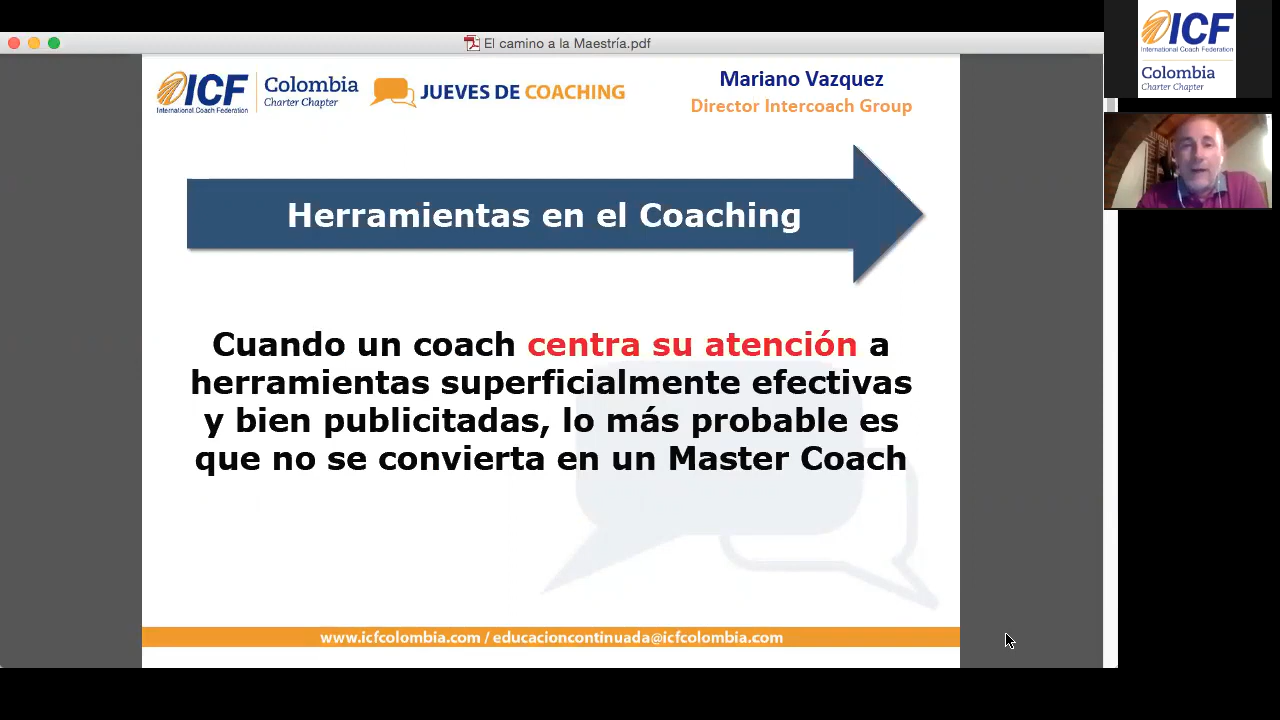 El camino a la Maestría.pdf
ICF
International Coach Federation
Colombia
Charter Chapter
JUEVES DE COACHING
Mariano Vazquez
Director Intercoach Group
Herramientas en el Coaching
Cuando un coach centra su atención a
herramientas superficialmente efectivas
y bien publicitadas, lo más probable es
que no se convierta en un Master Coach
www.icfcolombia.com / educacioncontinuada@icfcolombia.com
ICF
International Coach Federation
Colombia
Charter Chapter